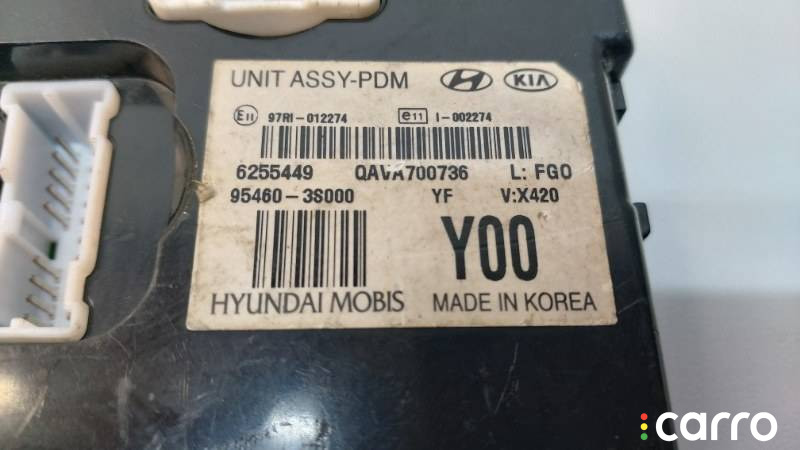 UNIT ASSY-PDM KIA
E11 97RI-012274 e11 I-002274
6255449 QAVA700736 L: FGO
95460-3S000 YF V:X420
Y00
HYUNDAI MOBIS MADE IN KOREA
carro